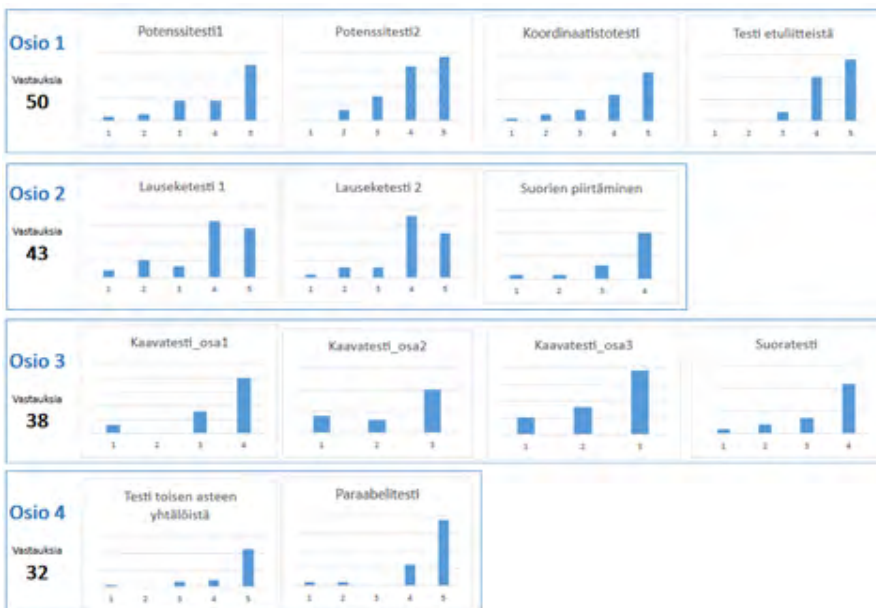 Osio 1
Vastauksia
50
Potenssitesti1
1 2 3 4 5
Potenssitesti2
1 2 3 4 5
Koordinaatistotesti
1 2 3 4 5
Testi etuliitteistä
1 2 3 4 5
Osio 2
Vastauksia
43
Lauseketesti 1
1 2 3 4 5
Lauseketesti 2
1 2 3 4 5
Suorien piirtäminen
1 2 3 4
Osio 3
Vastauksia
38
Kaavatesti_osa1
1 2 3 4
Kaavatesti_osa2
1 2 3
Kaavatesti_osa3
1 2 3
Suoratesti
1 2 3 4
Osio 4
Vastauksia
32
Testi toisen asteen
yhtälöistä
1 2 3 4 5
Paraabelitesti
1 2 3 4 5